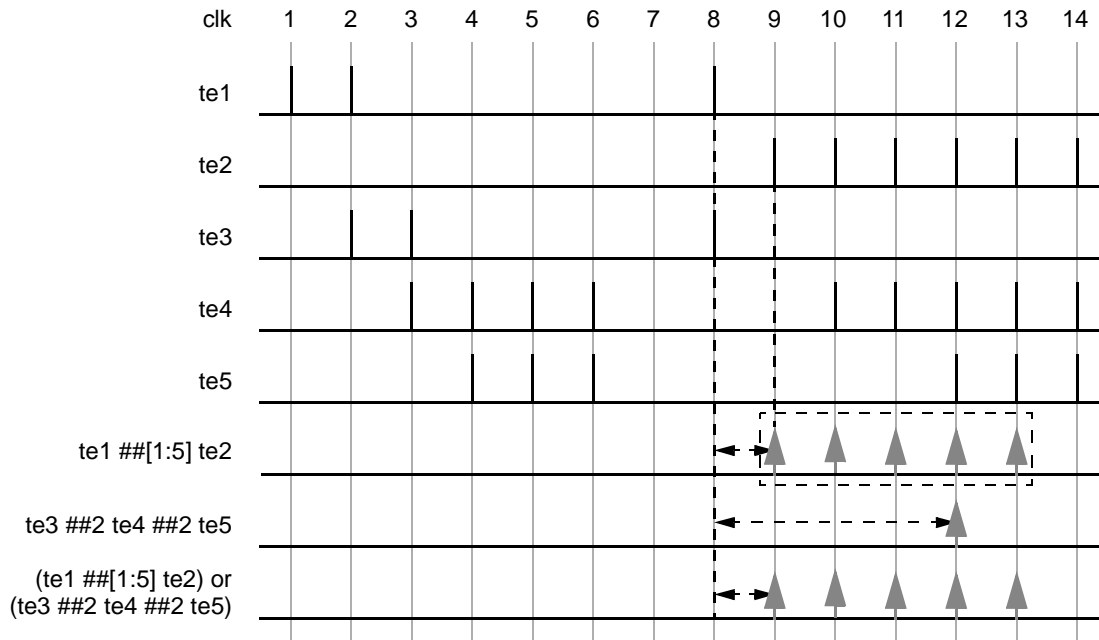 clk 1 2 3 4 5 6 7 8 9 10 11 12 13 14
te1
te2
te3
te4
te5
te1 ##[1:5] te2
te3 ##2 te4 ##2 te5
(te1 ##[1:5] te2) or
(te3 ##2 te4 ##2 te5)